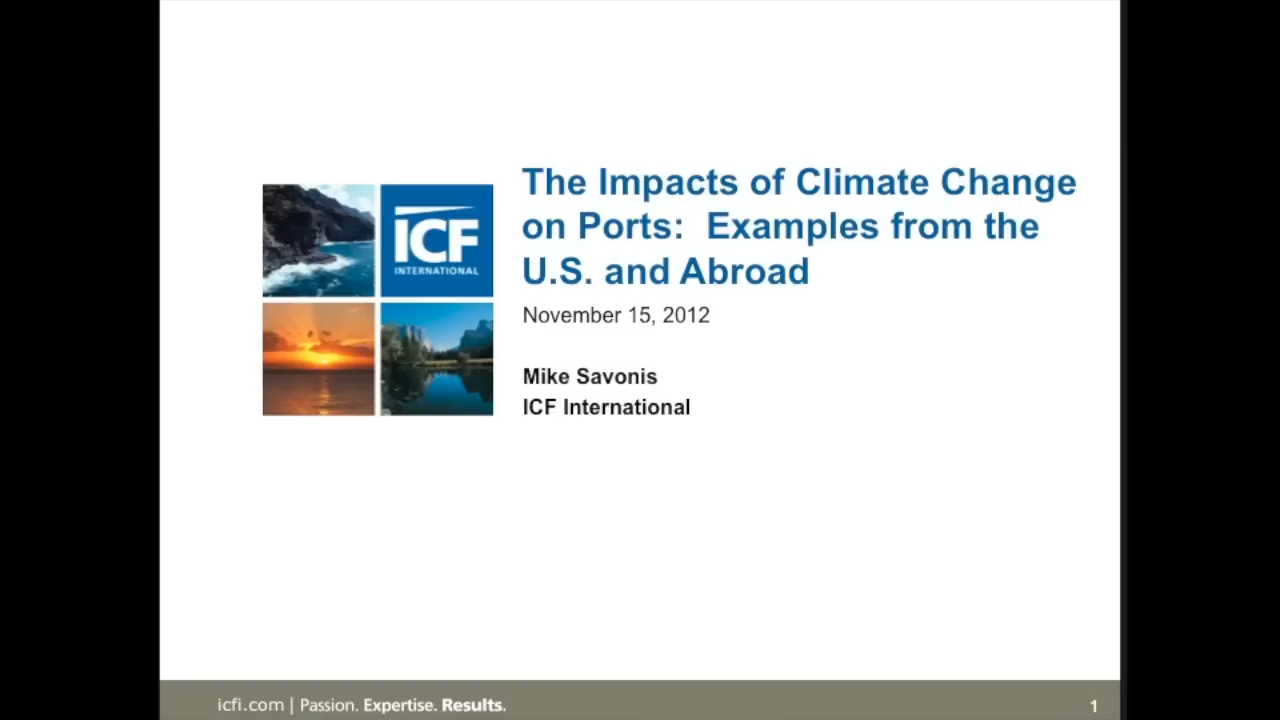 The Impacts of Climate Change
on Ports:  Examples from the
U.S. and Abroad
ICF
INTERNATIONAL
November 15, 2012
Mike Savonis
ICF International
icfi.com | Passion. Expertise. Results.
1